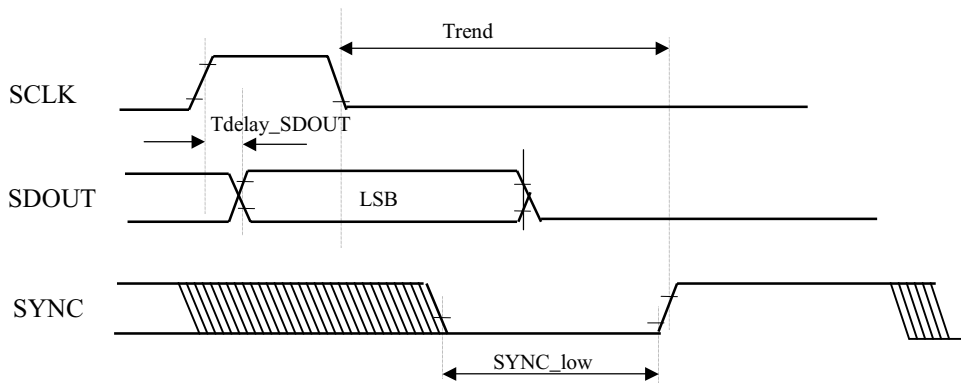 Trend
SCLK
Tdelay_SDOUT
SDOUT
LSB
SYNC
SYNC_low